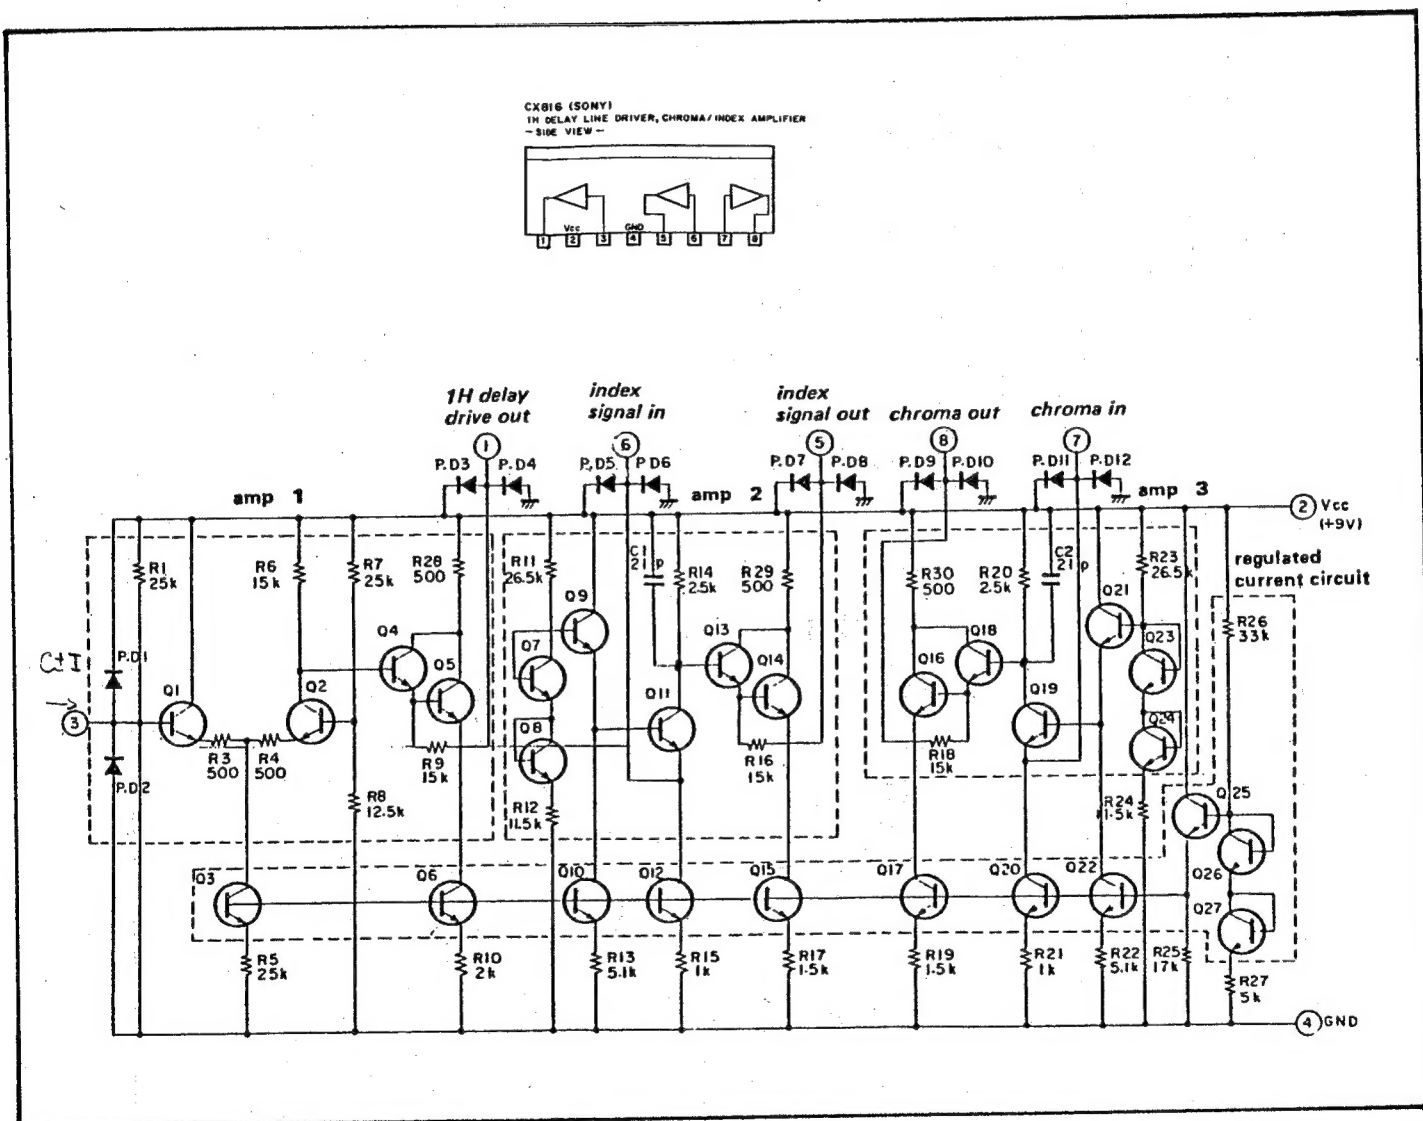 CX816 (SONY)
1H DELAY LINE DRIVER, CHROMA/INDEX AMPLIFIER
- SIDE VIEW -
Vcc
GND
1
2
3
4
5
6
7
8
1H delay
drive out
index
signal in
index
signal out
chroma out
chroma in
1
6
5
8
7
P.D3
P.D4
P.D5
P.D6
P.D7
P.D8
P.D9
P.D10
P.D11
P.D12
amp 1
amp 2
amp 3
2
Vcc
(+9V)
regulated
current circuit
R1
25k
R6
15k
R7
25k
R28
500
R11
26.5k
C1
21p
R14
2.5k
R29
500
R30
500
R20
2.5k
C2
21p
R23
26.5k
R26
33k
C+I
P.D1
3
P.D2
Q1
R3
500
R4
500
Q2
Q4
Q5
R9
15k
R8
12.5k
Q9
Q7
Q8
R12
11.5k
Q11
Q13
Q14
R16
15k
Q16
Q18
R18
15k
Q19
Q21
Q23
Q24
R24
11.5k
Q25
Q26
Q27
Q3
Q6
Q10
Q12
Q15
Q17
Q20
Q22
R5
25k
R10
2k
R13
5.1k
R15
1k
R17
1.5k
R19
1.5k
R21
1k
R22
5.1k
R25
17k
R27
5k
4
GND